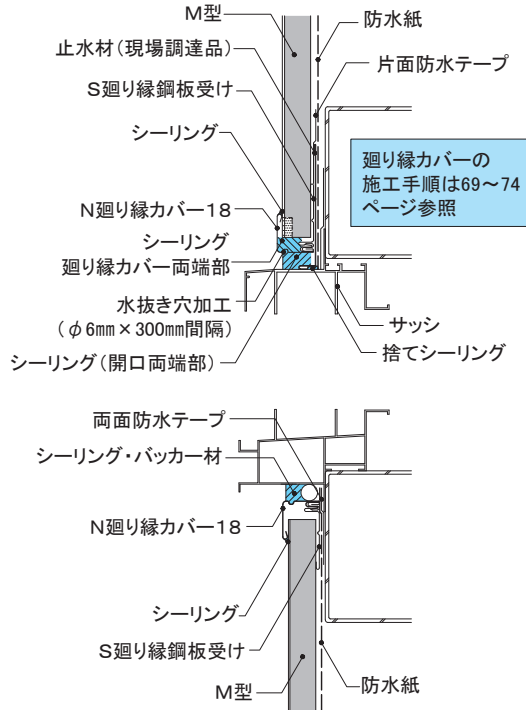 M型
防水紙
止水材(現場調達品)
片面防水テープ
S廻り縁鋼板受け
シーリング
廻り縁カバーの
施工手順は69〜74
ページ参照
N廻り縁カバー18
シーリング
廻り縁カバー両端部
水抜き穴加工
(φ6mm×300mm間隔)
サッシ
シーリング(開口両端部)
捨てシーリング
両面防水テープ
シーリング・バッカー材
N廻り縁カバー18
シーリング
S廻り縁鋼板受け
M型
防水紙